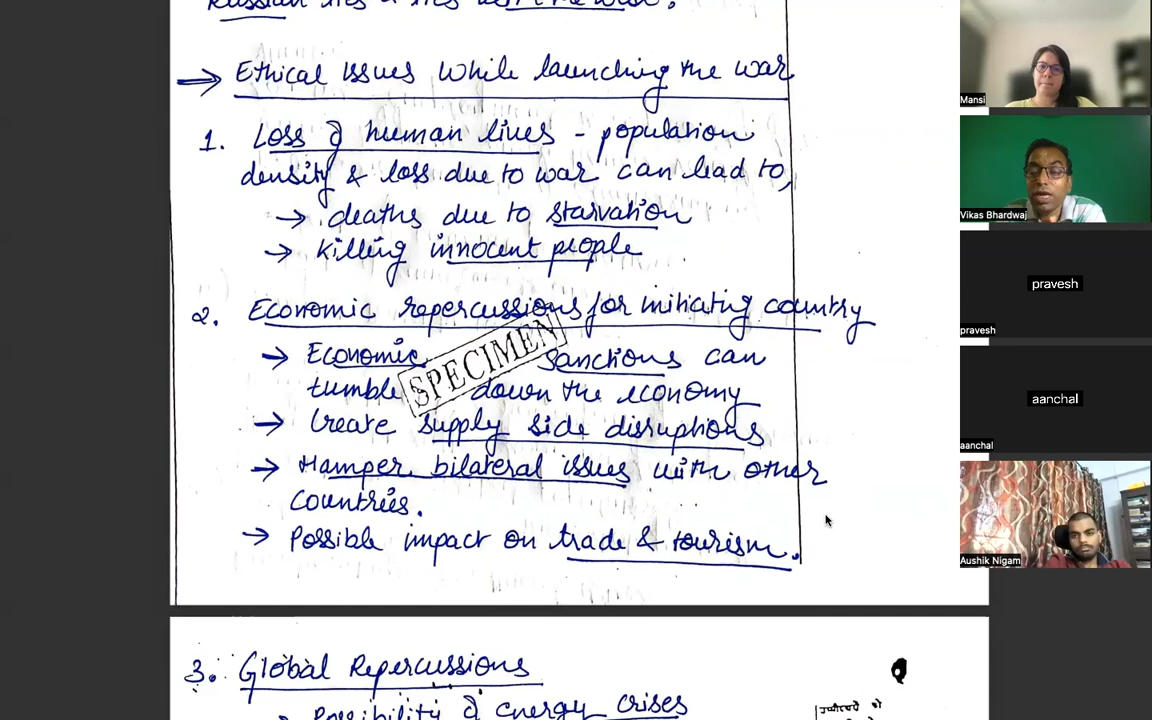 ⇒ Ethical issues while launching the war
1. Loss of human lives - population
density & loss due to war can lead to,
→ deaths due to starvation
→ Killing innocent people
2. Economic repercussions for initiating country
→ Economic sanctions can
SPECIMEN
tumble down the economy
→ Create supply side disruptions
→ Hamper bilateral issues with other
countries.
→ Possible impact on trade & tourism.
3. Global Repercussions
→ Possibility of energy crises
Mansi
Vikas Bhardwaj
pravesh
pravesh
aanchal
aanchal
Aushik Nigam